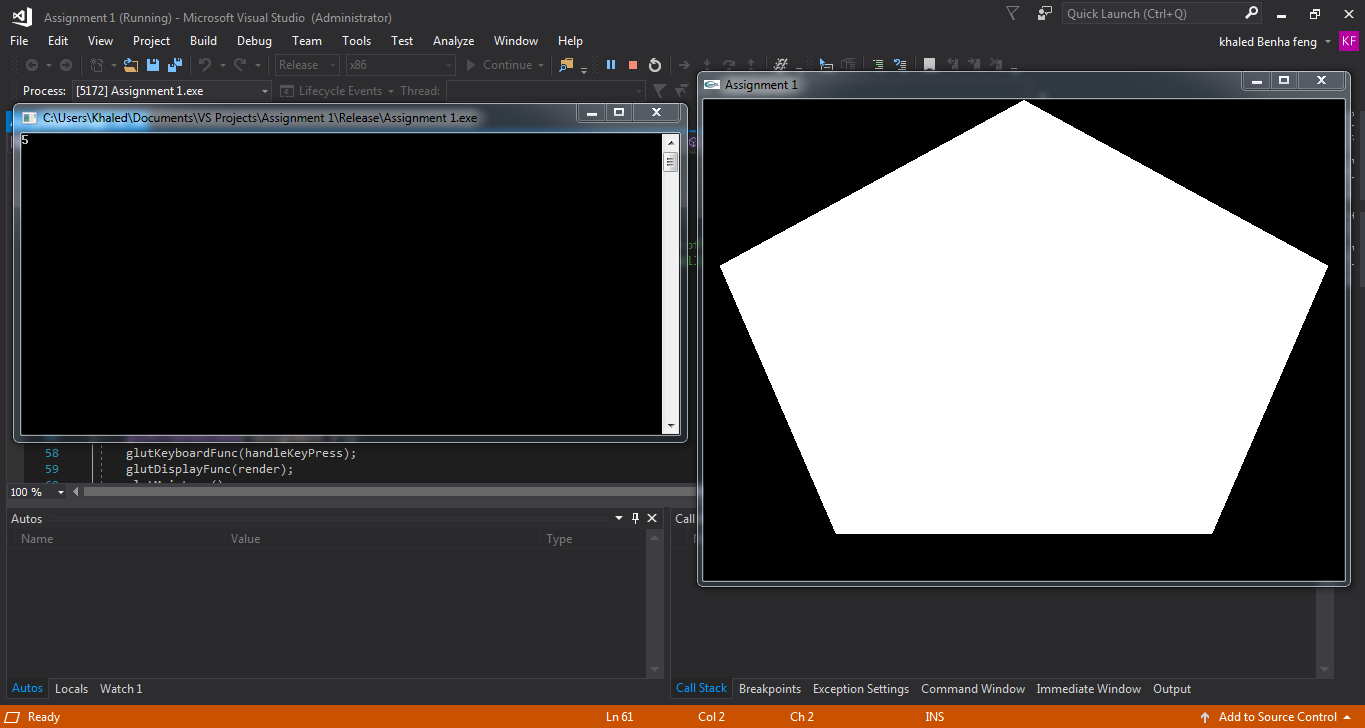 Assignment 1 (Running) - Microsoft Visual Studio (Administrator)
Quick Launch (Ctrl+Q)
File Edit View Project Build Debug Team Tools Test Analyze Window Help
khaled Benha feng KF
Release x86 Continue
Process: [5172] Assignment 1.exe Lifecycle Events Thread:
Assignment 1
C:\Users\Khaled\Documents\VS Projects\Assignment 1\Release\Assignment 1.exe
5
58 glutKeyboardFunc(handleKeyPress);
59 glutDisplayFunc(render);
100 %
Autos
Call
Name Value Type
Autos Locals Watch 1
Call Stack Breakpoints Exception Settings Command Window Immediate Window Output
Ready Ln 61 Col 2 Ch 2 INS Add to Source Control